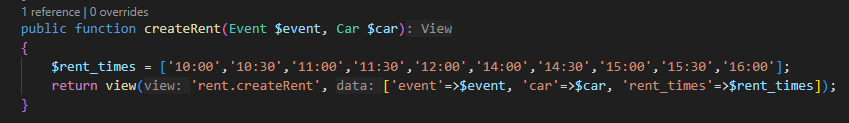 1 reference | 0 overrides
public function createRent(Event $event, Car $car): View
{
    $rent_times = ['10:00','10:30','11:00','11:30','12:00','14:00','14:30','15:00','15:30','16:00'];
    return view(view: 'rent.createRent', data: ['event'=>$event, 'car'=>$car, 'rent_times'=>$rent_times]);
}